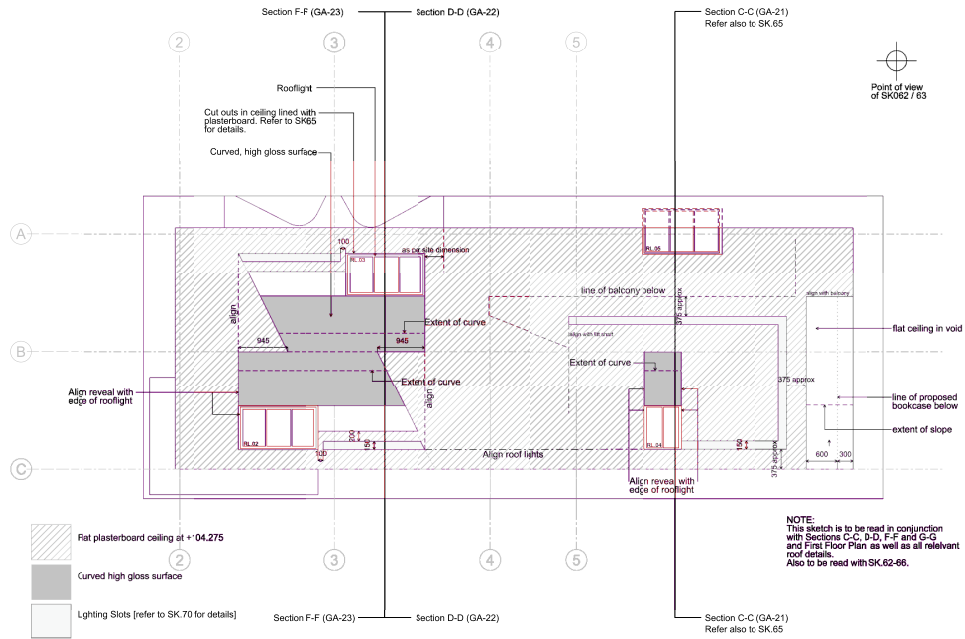 Section F-F (GA-23)
Section D-D (GA-22)
Section C-C (GA-21)
Refer also to SK.65
2
3
4
5
Point of view
of SK062 / 63
Rooflight
Cut outs in ceiling lined with
plasterboard. Refer to SK65
for details.
Curved, high gloss surface
A
100
as per site dimension
RL.03
RL.05
line of balcony below
align with balcony
375 approx
align
Extent of curve
align with flat shaft
flat ceiling in void
945
945
B
Extent of curve
Extent of curve
375 approx
Align reveal with
edge of rooflight
align
line of proposed
bookcase below
extent of slope
RL.02
200
150
100
Align roof lights
RL.04
150
375 approx
600
300
C
Align reveal with
edge of rooflight
2
3
4
5
Flat plasterboard ceiling at +104.275
Curved high gloss surface
Lghting Slots [refer to SK.70 for details]
NOTE:
This sketch is to be read in conjunction
with Sections C-C, D-D, F-F and G-G
and First Floor Plan as well as all relelvant
roof details.
Also to be read with SK.62-66.
Section F-F (GA-23)
Section D-D (GA-22)
Section C-C (GA-21)
Refer also to SK.65